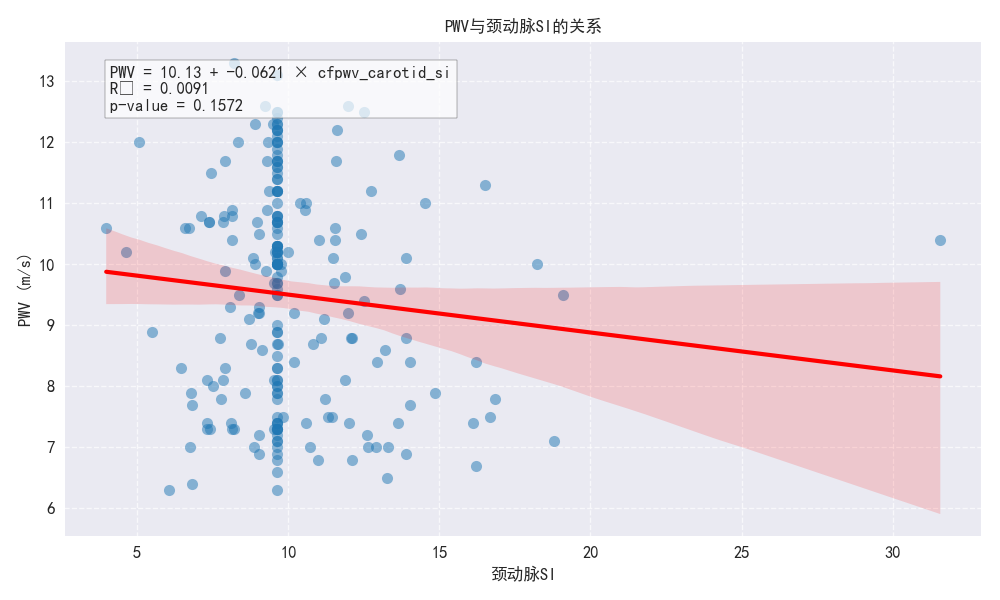 PWV与颈动脉SI的关系
PWV = 10.13 + -0.0621 × cfpwv_carotid_si
R□ = 0.0091
p-value = 0.1572
PWV (m/s)
13
12
11
10
9
8
7
6
5
10
15
20
25
30
颈动脉SI